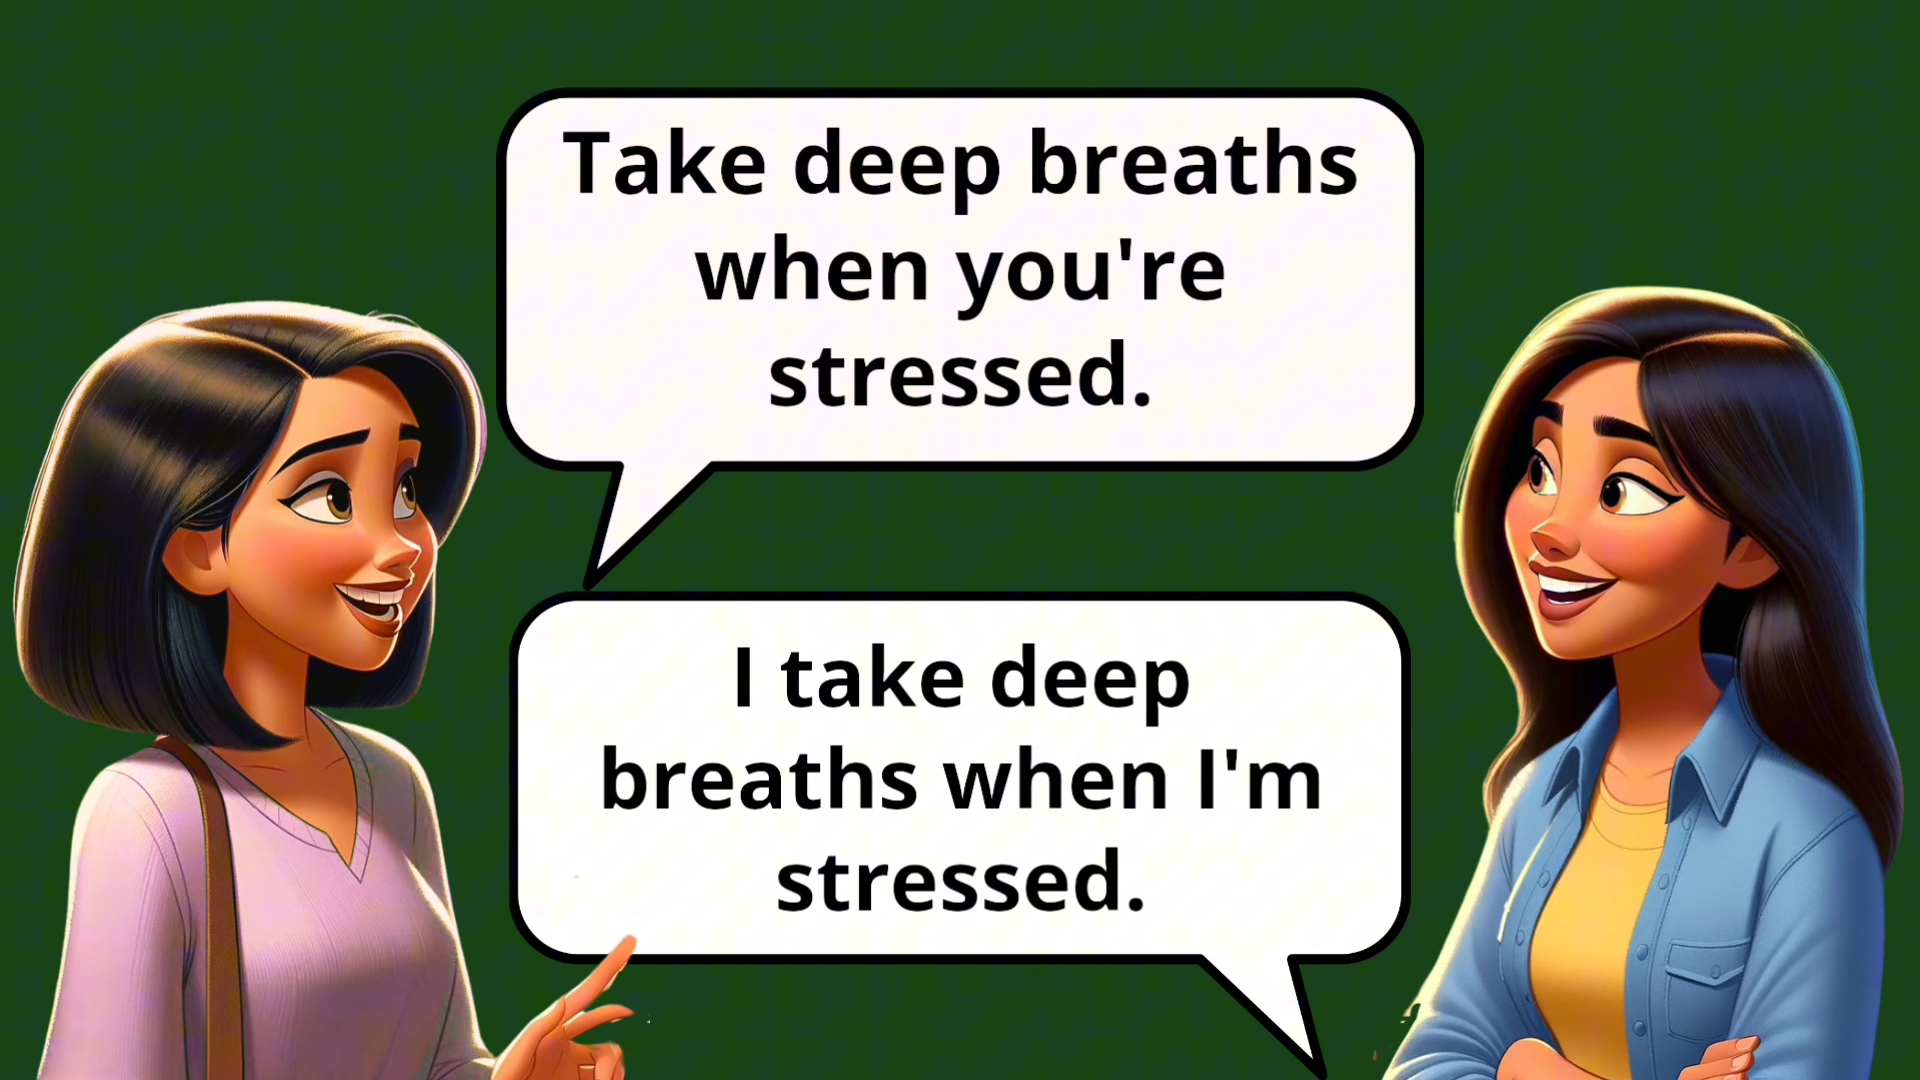 Take deep breaths
when you're
stressed.
I take deep
breaths when I'm
stressed.